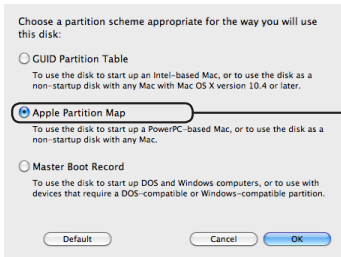 Choose a partition scheme appropriate for the way you will use
this disk:
GUID Partition Table
To use the disk to start up an Intel-based Mac, or to use the disk as a
non-startup disk with any Mac with Mac OS X version 10.4 or later.
Apple Partition Map
To use the disk to start up a PowerPC-based Mac, or to use the disk as a
non-startup disk with any Mac.
Master Boot Record
To use the disk to start up DOS and Windows computers, or to use with
devices that require a DOS-compatible or Windows-compatible partition.
Default
Cancel
OK